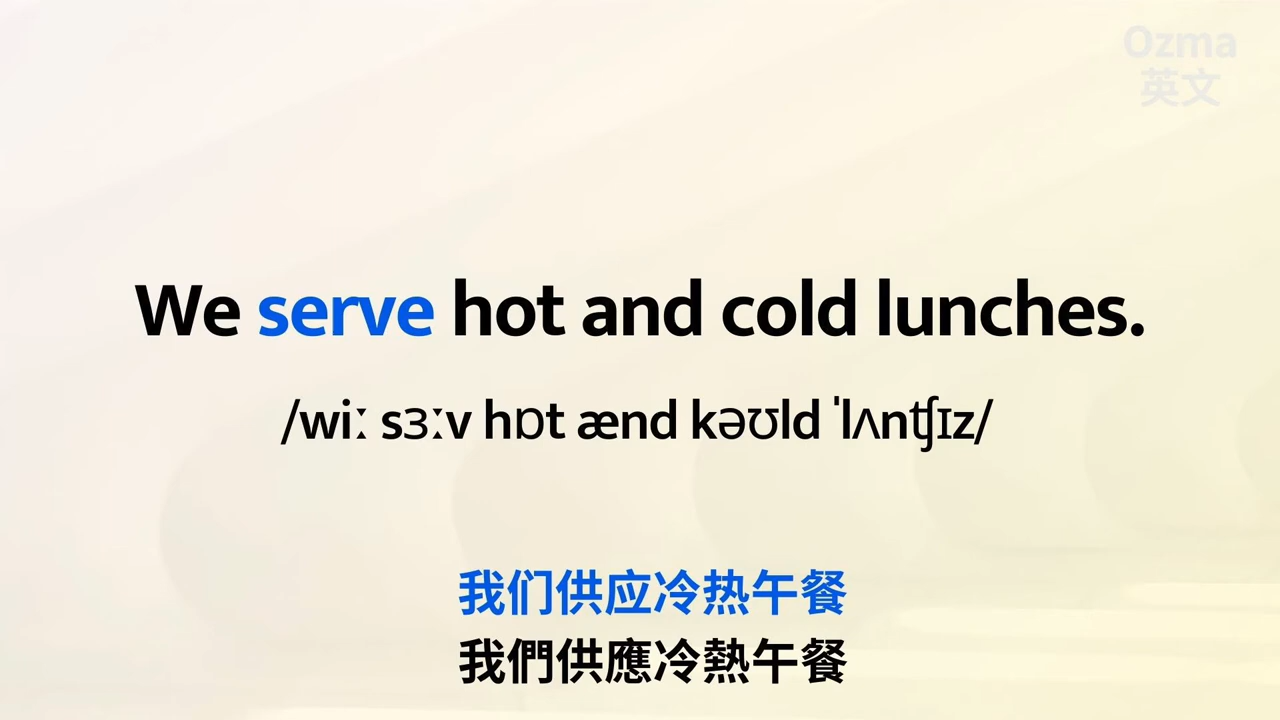 Ozma
英文
We serve hot and cold lunches.
/wiː sɜːv hɒt ænd kəʊld ˈlʌnʧɪz/
我们供应冷热午餐
我們供應冷熱午餐